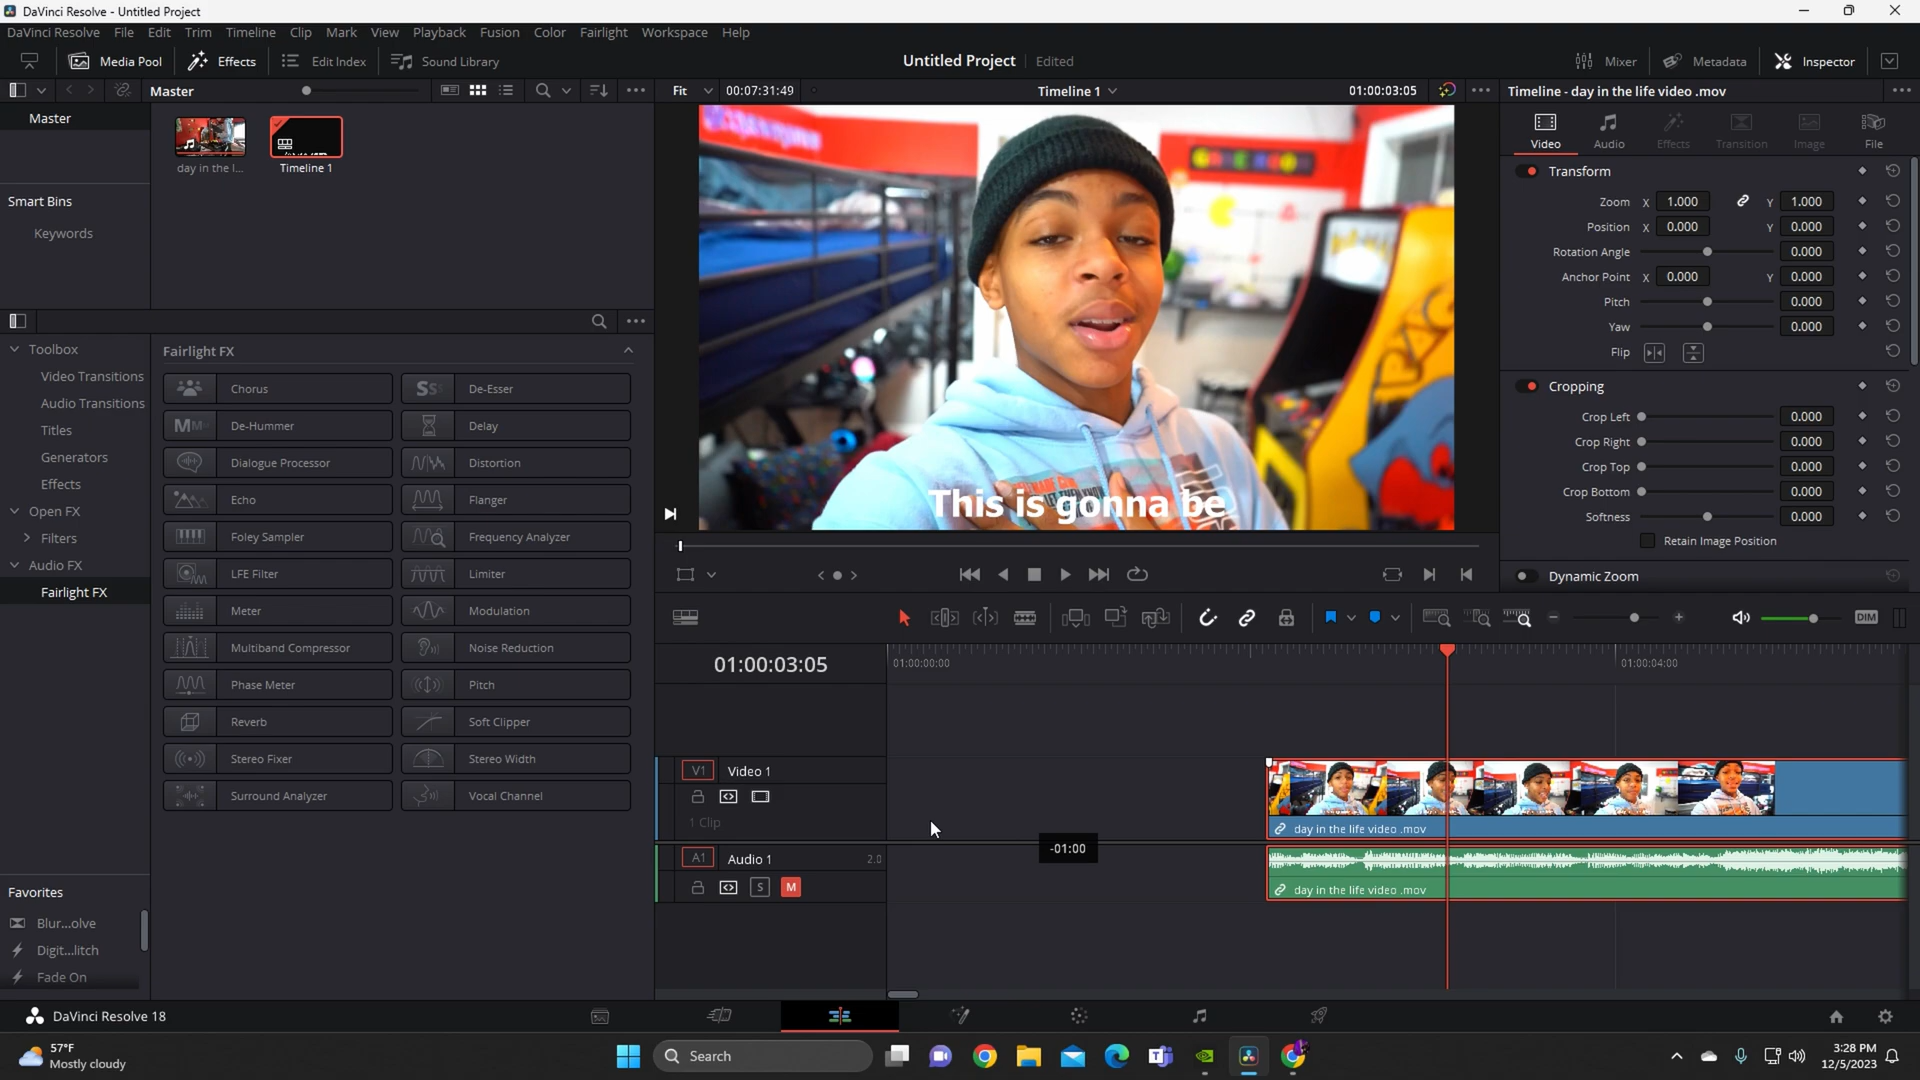 DaVinci Resolve - Untitled Project
DaVinci Resolve File Edit Trim Timeline Clip Mark View Playback Fusion Color Fairlight Workspace Help
Media Pool Effects Edit Index Sound Library
Untitled Project Edited
Mixer Metadata Inspector
Master
Fit 00:07:31:49 Timeline 1 01:00:03:05
Timeline - day in the life video .mov
Master
Smart Bins
Keywords
day in the l...
Timeline 1
Toolbox
Video Transitions
Audio Transitions
Titles
Generators
Effects
Open FX
Filters
Audio FX
Fairlight FX
Favorites
Blur...olve
Digit...litch
Fade On
Fairlight FX
Chorus
De-Esser
De-Hummer
Delay
Dialogue Processor
Distortion
Echo
Flanger
Foley Sampler
Frequency Analyzer
LFE Filter
Limiter
Meter
Modulation
Multiband Compressor
Noise Reduction
Phase Meter
Pitch
Reverb
Soft Clipper
Stereo Fixer
Stereo Width
Surround Analyzer
Vocal Channel
This is gonna be
Video Audio Effects Transition Image File
Transform
Zoom X 1.000 Y 1.000
Position X 0.000 Y 0.000
Rotation Angle 0.000
Anchor Point X 0.000 Y 0.000
Pitch 0.000
Yaw 0.000
Flip
Cropping
Crop Left 0.000
Crop Right 0.000
Crop Top 0.000
Crop Bottom 0.000
Softness 0.000
Retain Image Position
Dynamic Zoom
DIM
01:00:03:05
01:00:00:00
01:00:04:00
V1 Video 1
1 Clip
day in the life video .mov
-01:00
A1 Audio 1 2.0
S M
day in the life video .mov
DaVinci Resolve 18
57°F
Mostly cloudy
Search
3:28 PM
12/5/2023